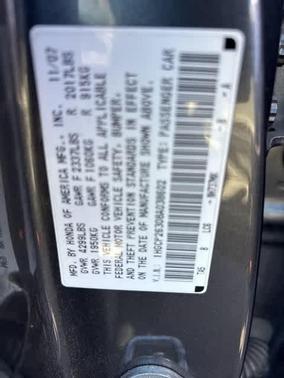 MFD. BY HONDA OF AMERICA MFG., INC. 11/07
GVWR 4299LBS GAWR F 2337LBS R 2017LBS
GVWR 1950KG GAWR F 1060KG R 915KG
THIS VEHICLE CONFORMS TO ALL APPLICABLE
FEDERAL MOTOR VEHICLE SAFETY, BUMPER,
AND THEFT PREVENTION STANDARDS IN EFFECT
ON THE DATE OF MANUFACTURE SHOWN ABOVE.
V.I.N. 1HGCP26308A038602 TYPE: PASSENGER CAR